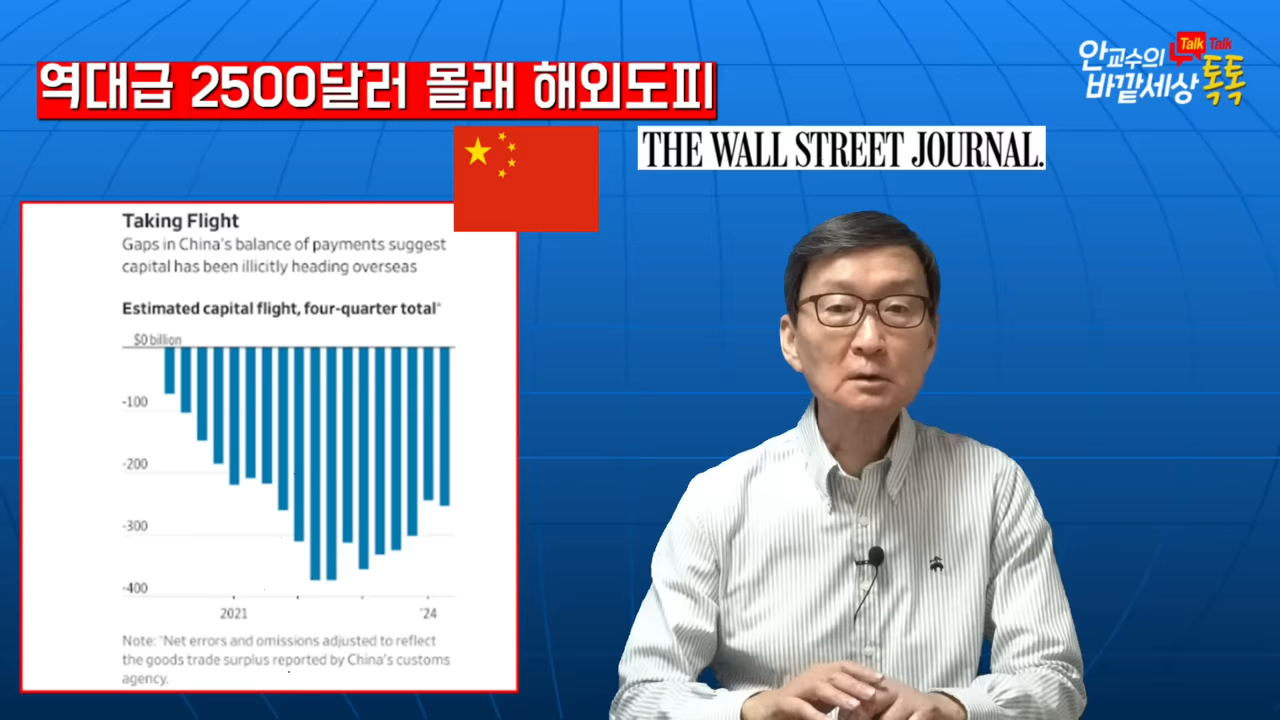 역대급 2500달러 몰래 해외도피
안교수의
Talk Talk
바깥세상 톡톡
THE WALL STREET JOURNAL.
Taking Flight
Gaps in China's balance of payments suggest
capital has been illicitly heading overseas
Estimated capital flight, four-quarter total*
$0 billion
-100
-200
-300
-400
2021
'24
Note: *Net errors and omissions adjusted to reflect
the goods trade surplus reported by China's customs
agency.